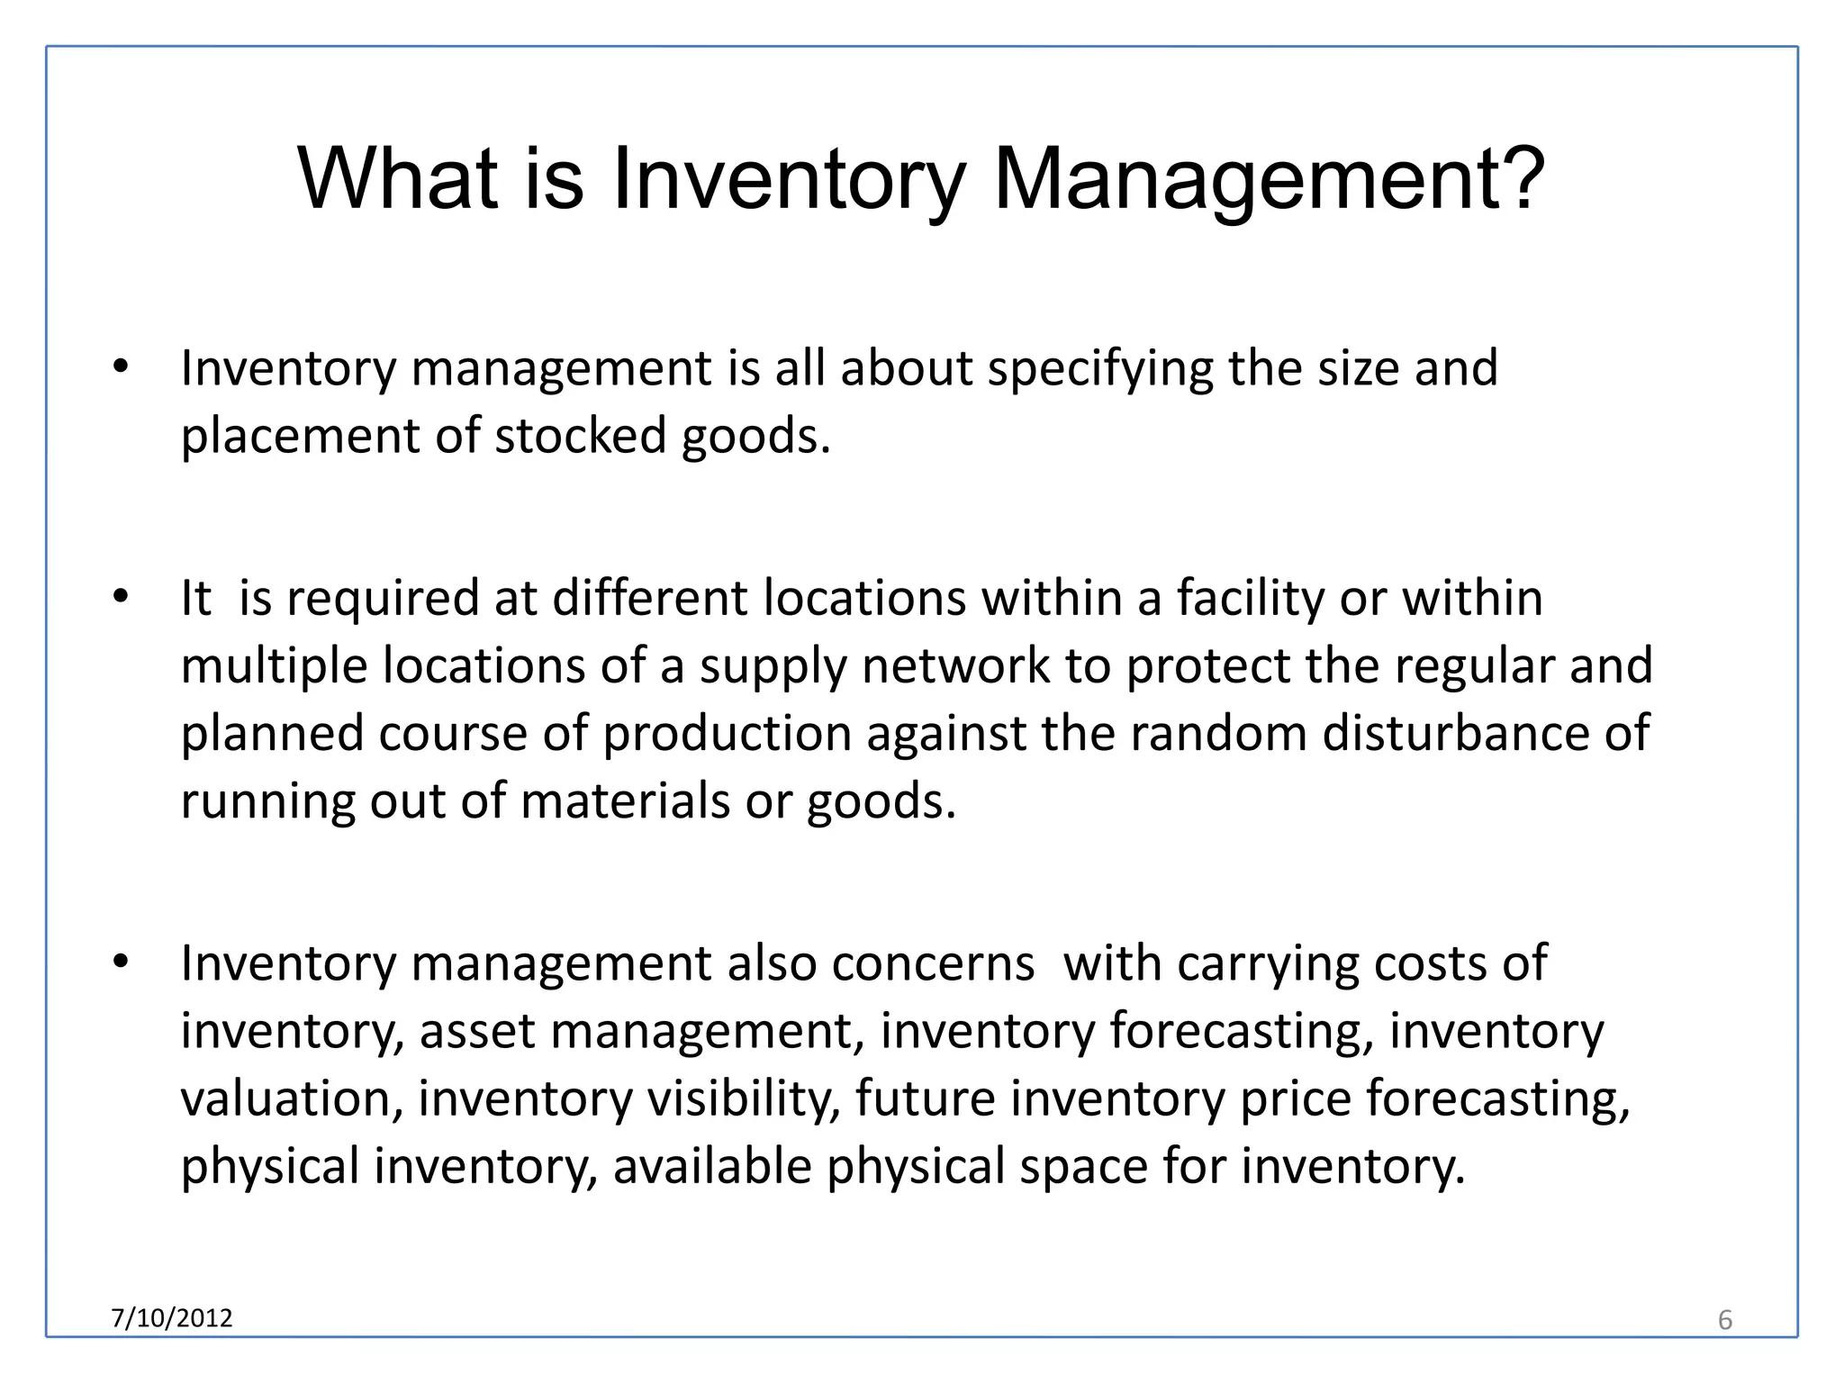 What is Inventory Management?
• Inventory management is all about specifying the size and
placement of stocked goods.
• It  is required at different locations within a facility or within
multiple locations of a supply network to protect the regular and
planned course of production against the random disturbance of
running out of materials or goods.
• Inventory management also concerns  with carrying costs of
inventory, asset management, inventory forecasting, inventory
valuation, inventory visibility, future inventory price forecasting,
physical inventory, available physical space for inventory.
7/10/2012
6